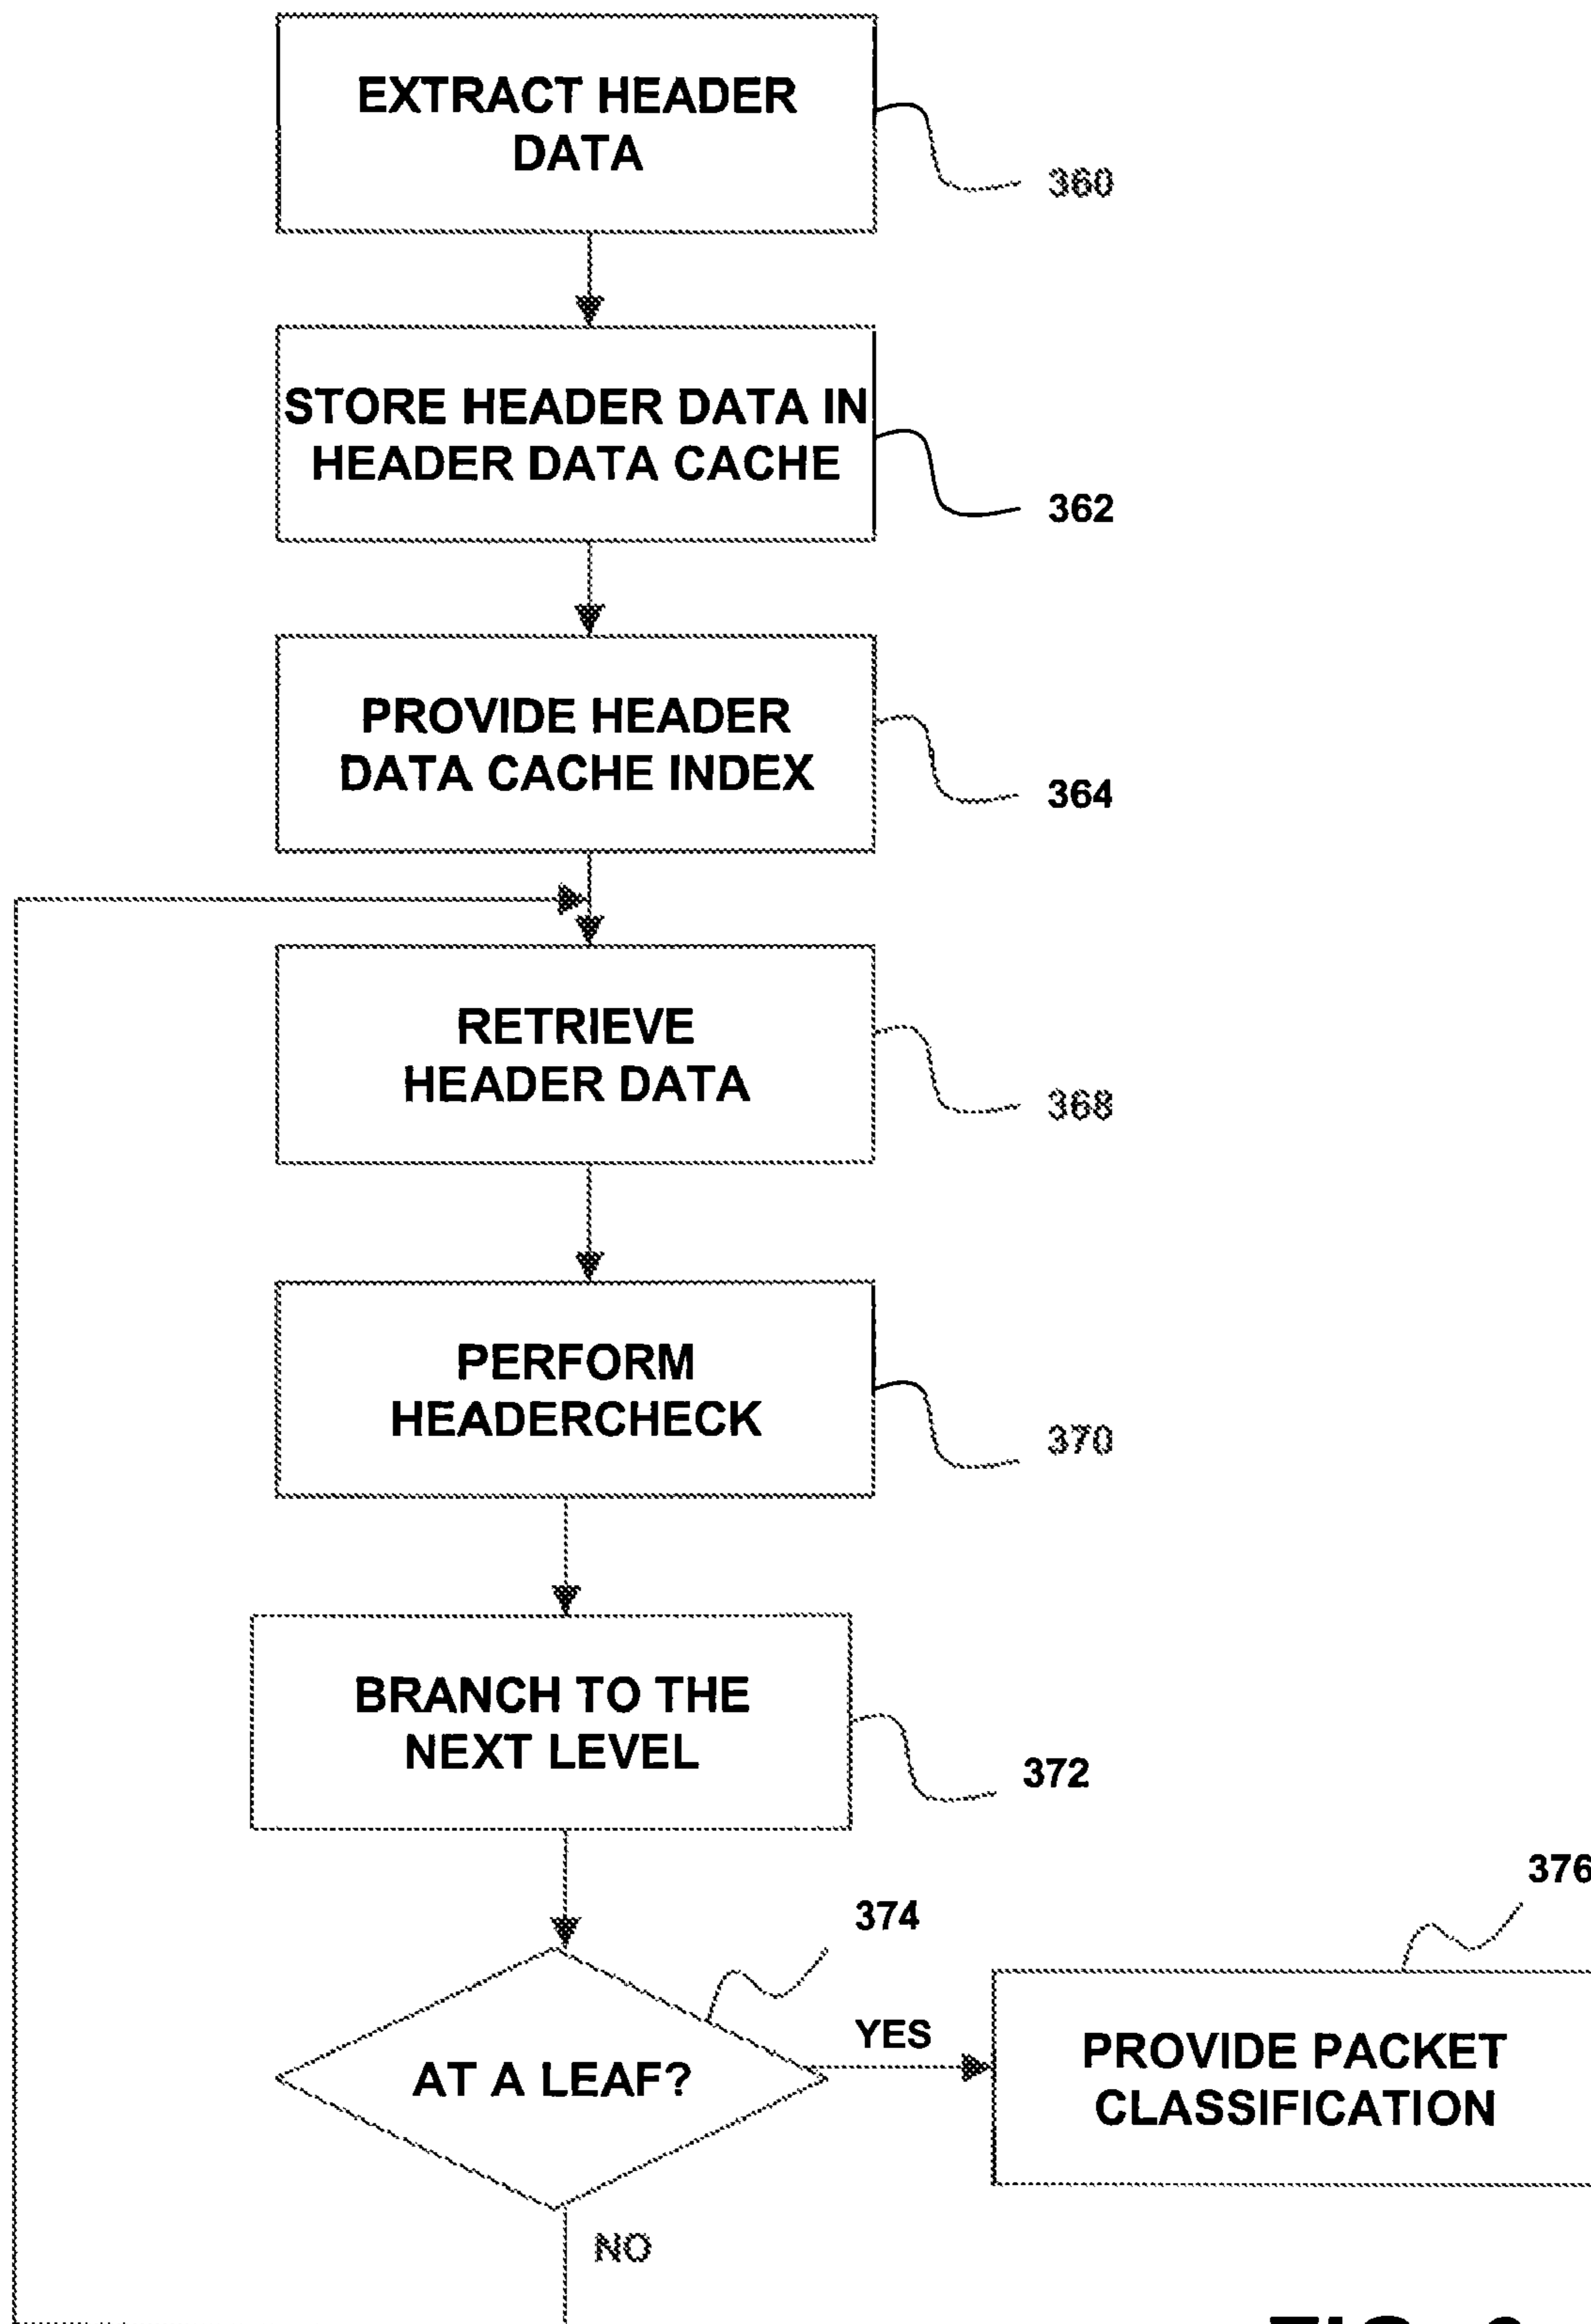 EXTRACT HEADER
DATA
360
STORE HEADER DATA IN
HEADER DATA CACHE
362
PROVIDE HEADER
DATA CACHE INDEX
364
RETRIEVE
HEADER DATA
368
PERFORM
HEADERCHECK
370
BRANCH TO THE
NEXT LEVEL
372
374
376
AT A LEAF?
YES
PROVIDE PACKET
CLASSIFICATION
NO